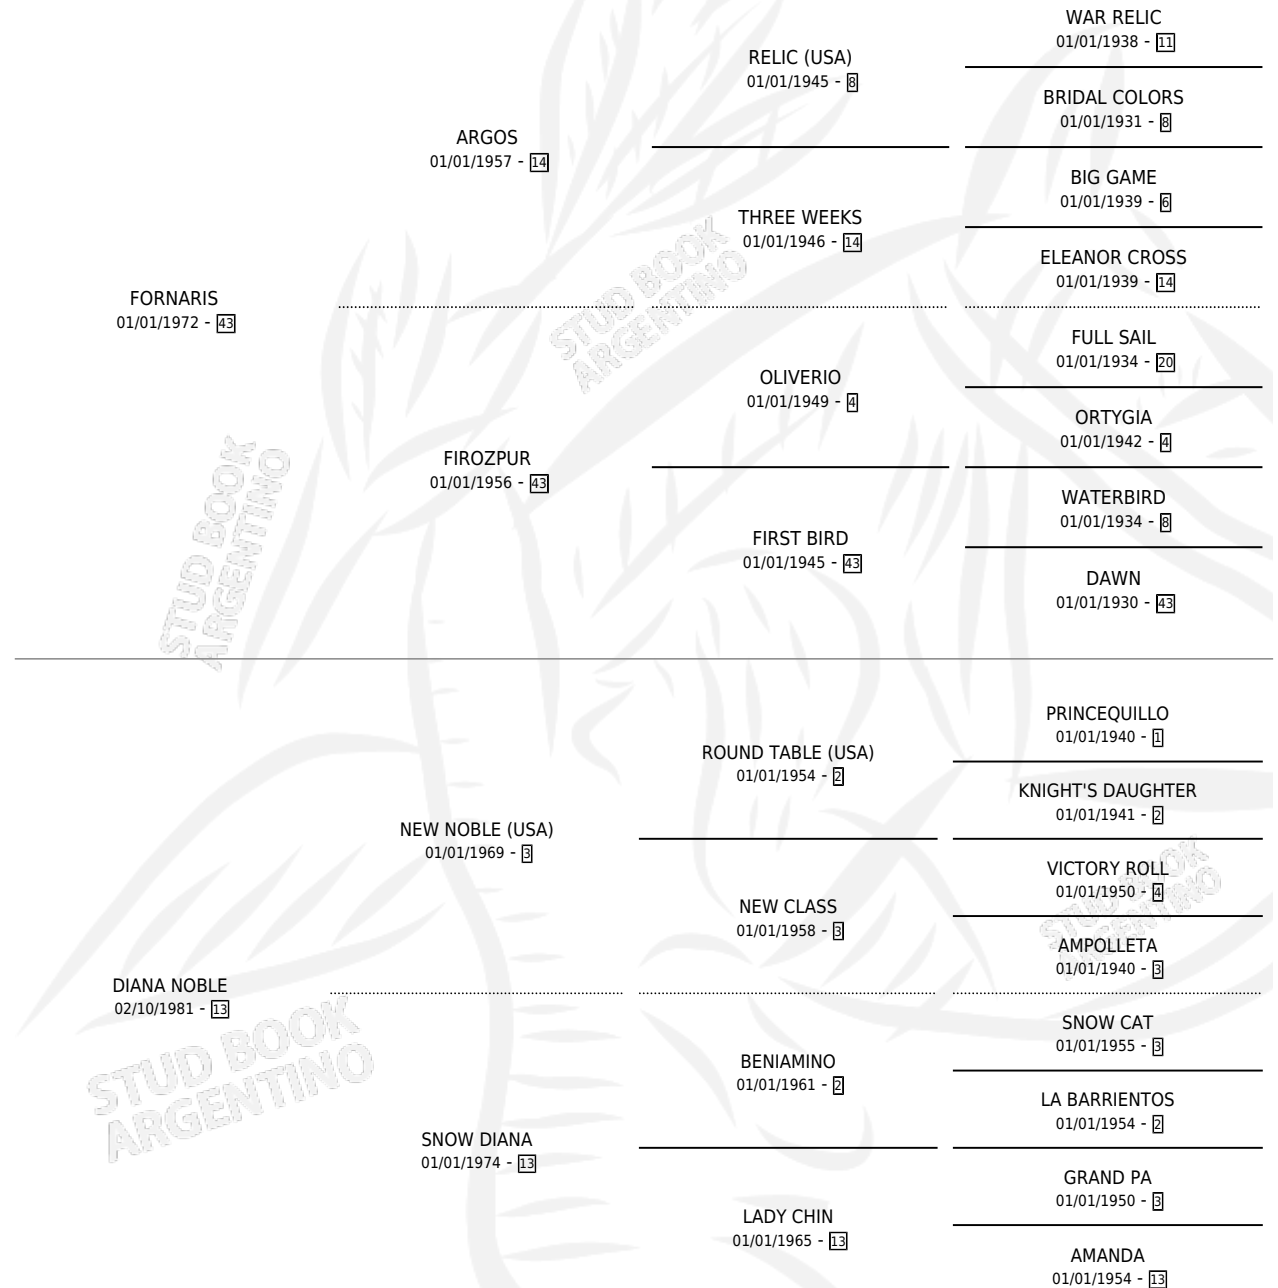 WAR RELIC
01/01/1938 - 11
RELIC (USA)
01/01/1945 - 8
BRIDAL COLORS
01/01/1931 - 8
ARGOS
01/01/1957 - 14
BIG GAME
01/01/1939 - 6
THREE WEEKS
01/01/1946 - 14
ELEANOR CROSS
01/01/1939 - 14
FORNARIS
01/01/1972 - 43
FULL SAIL
01/01/1934 - 20
OLIVERIO
01/01/1949 - 4
ORTYGIA
01/01/1942 - 4
FIROZPUR
01/01/1956 - 43
WATERBIRD
01/01/1934 - 8
FIRST BIRD
01/01/1945 - 43
DAWN
01/01/1930 - 43
STUD BOOK
ARGENTINO
STUD BOOK
ARGENTINO
PRINCEQUILLO
01/01/1940 - 1
ROUND TABLE (USA)
01/01/1954 - 2
KNIGHT'S DAUGHTER
01/01/1941 - 2
NEW NOBLE (USA)
01/01/1969 - 3
VICTORY ROLL
01/01/1950 - 4
NEW CLASS
01/01/1958 - 3
AMPOLLETA
01/01/1940 - 3
DIANA NOBLE
02/10/1981 - 13
SNOW CAT
01/01/1955 - 3
BENIAMINO
01/01/1961 - 2
LA BARRIENTOS
01/01/1954 - 2
SNOW DIANA
01/01/1974 - 13
GRAND PA
01/01/1950 - 3
LADY CHIN
01/01/1965 - 13
AMANDA
01/01/1954 - 13
STUD BOOK
ARGENTINO
STUD BOOK
ARGENTINO